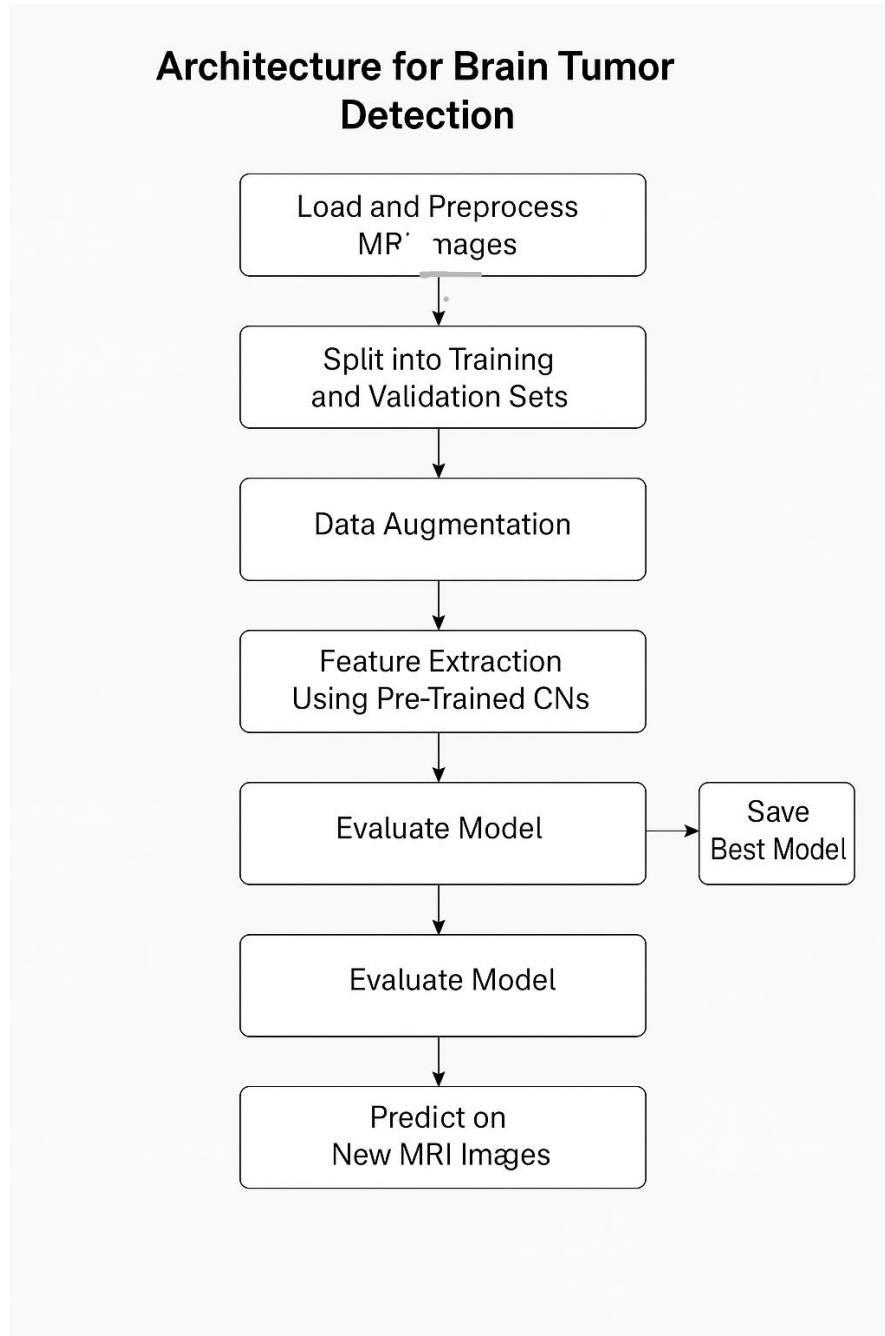 Architecture for Brain Tumor
Detection
Load and Preprocess
Split into Training
and Validation Sets
Data Augmentation
Feature Extraction
Using Pre-Trained CNs
Evaluate Model
Save
Best Model
Evaluate Model
Predict on
New MRI Images